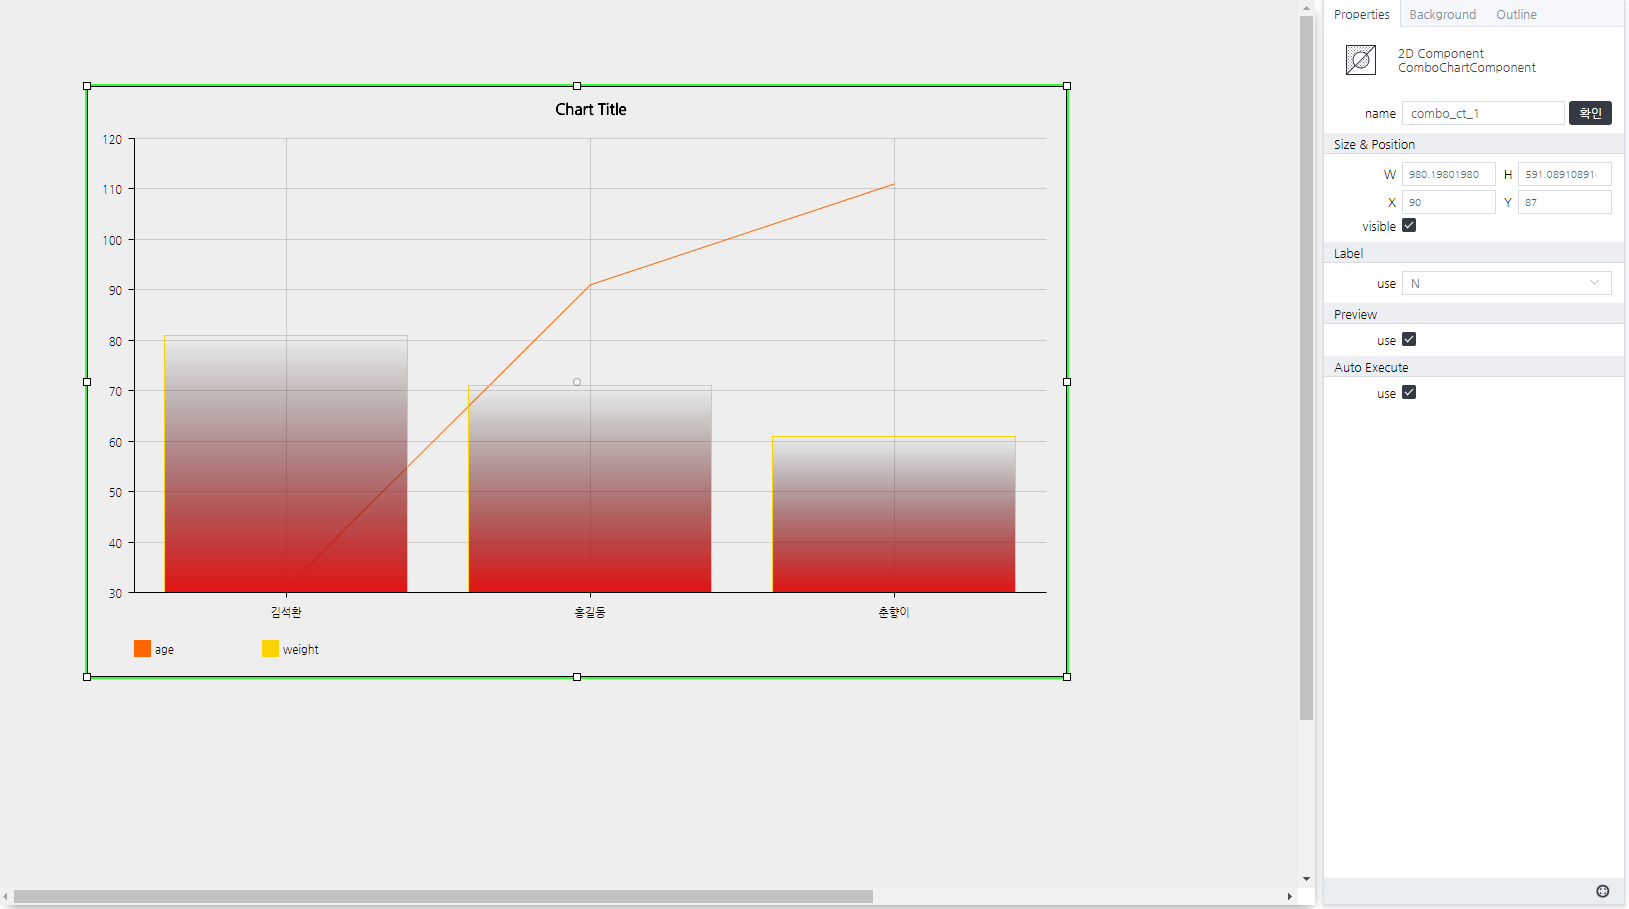 Chart Title
120
110
100
90
80
70
60
50
40
30
김석환
홍길동
춘향이
age
weight
Properties Background Outline
2D Component
ComboChartComponent
name combo_ct_1 확인
Size & Position
W 980.19801980 H 591.08910891
X 90 Y 87
visible
Label
use N
Preview
use
Auto Execute
use